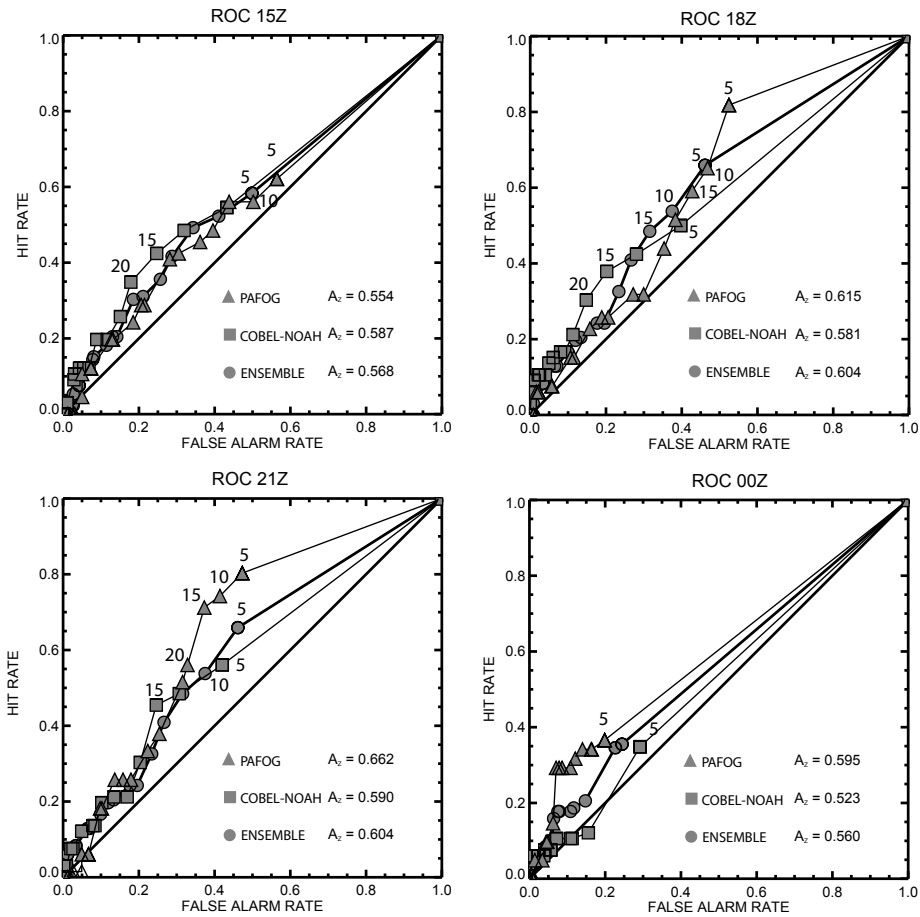 ROC 15Z
1.0
0.8
0.6
0.4
0.2
0.0
HIT RATE
5
5
10
15
20
PAFOG Az = 0.554
COBEL-NOAH Az = 0.587
ENSEMBLE Az = 0.568
0.0 0.2 0.4 0.6 0.8 1.0
FALSE ALARM RATE
ROC 18Z
1.0
0.8
0.6
0.4
0.2
0.0
HIT RATE
5
5
10
10
15
15
15
5
20
PAFOG Az = 0.615
COBEL-NOAH Az = 0.581
ENSEMBLE Az = 0.604
0.0 0.2 0.4 0.6 0.8 1.0
FALSE ALARM RATE
ROC 21Z
1.0
0.8
0.6
0.4
0.2
0.0
HIT RATE
5
10
15
5
20
5
10
15
PAFOG Az = 0.662
COBEL-NOAH Az = 0.590
ENSEMBLE Az = 0.604
0.0 0.2 0.4 0.6 0.8 1.0
FALSE ALARM RATE
ROC 00Z
1.0
0.8
0.6
0.4
0.2
0.0
HIT RATE
5
5
PAFOG Az = 0.595
COBEL-NOAH Az = 0.523
ENSEMBLE Az = 0.560
0.0 0.2 0.4 0.6 0.8 1.0
FALSE ALARM RATE